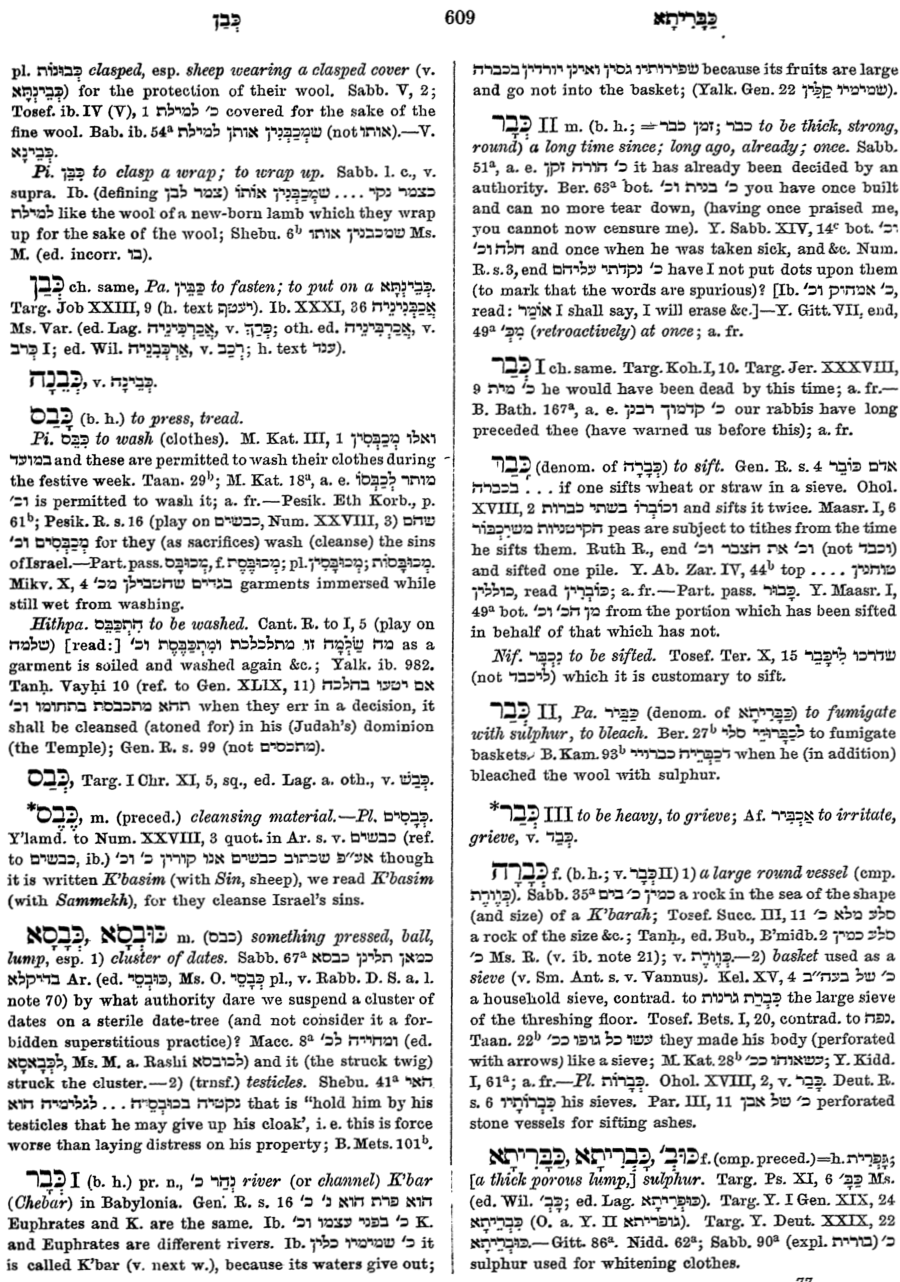 כְּבַן
609
כַּבָּרִיתָא
pl. כְּבוּנוֹת clasped, esp. sheep wearing a clasped cover (v.
כְּבֵינְתָּא) for the protection of their wool. Sabb. V, 2;
Tosef. ib. IV (V), 1 כ׳ למילת covered for the sake of the
fine wool. Bab. ib. 54ᵃ שֶׁמְכַבְּנִין אותן למילת (not אותו).—V.
כְּבֵינָא.
Pi. כִּבֵּן to clasp a wrap; to wrap up. Sabb. l. c., v.
supra. Ib. (defining צמר לבן) כצמר נקי .... שֶׁמְכַבְּנִין אוֹתוֹ
למילת like the wool of a new-born lamb which they wrap
up for the sake of the wool; Shebu. 6ᵇ שמכבנין אותו Ms.
M. (ed. incorr. בו).
כְּבַן ch. same, Pa. כַּבֵּין to fasten; to put on a כְּבֵינְתָּא.
Targ. Job XXIII, 9 (h. text יעטף). Ib. XXXI, 36 אֲכַבְּנִינֵיהּ
Ms. Var. (ed. Lag. אֲכַרְכִּינֵיהּ, v. כְּרַךְ; oth. ed. אֲכַרְבִּינֵיהּ, v.
כרב I; ed. Wil. אַרְכְּבִנֵיהּ, v. רְכַב; h. text ענד).
כְּבֵנָה, v. כְּבֵינָה.
כָּבַס (b. h.) to press, tread.
Pi. כִּבֵּס to wash (clothes). M. Kat. III, 1 ואלו מְכַבְּסִין
במועד and these are permitted to wash their clothes during
the festive week. Taan. 29ᵇ; M. Kat. 18ᵃ, a. e. מותר לְכַבְּסוֹ
וכ׳ is permitted to wash it; a. fr.—Pesik. Eth Korb., p.
61ᵇ; Pesik. R. s. 16 (play on כבשים, Num. XXVIII, 3) שהם
מְכַבְּסִים וכ׳ for they (as sacrifices) wash (cleanse) the sins
of Israel.—Part. pass. מְכוּבָּס, f. מְכוּבֶּסֶת; pl. מְכוּבָּסִין; מְכוּבָּסוֹת.
Mikv. X, 4 בגדים שהטבילן מכ׳ garments immersed while
still wet from washing.
Hithpa. הִתְכַּבֵּס to be washed. Cant. R. to I, 5 (play on
שלמה) [read:] מה שַׂלְמָה זו מתלכלכת ומִתְכַּבֶּסֶת וכ׳ as a
garment is soiled and washed again &c.; Yalk. ib. 982.
Tanḥ. Vayḥi 10 (ref. to Gen. XLIX, 11) אם יטעו בהלכה
תהא מתכבסת בתחומו וכ׳ when they err in a decision, it
shall be cleansed (atoned for) in his (Judah's) dominion
(the Temple); Gen. R. s. 99 (not מתכסים).
כְּבַס, Targ. I Chr. XI, 5, sq., ed. Lag. a. oth., v. כְּבַשׁ.
*כֶּבֶס, m. (preced.) cleansing material.—Pl. כְּבָסִים.
Y'lamd. to Num. XXVIII, 3 quot. in Ar. s. v. כבשים (ref.
to כבשים, ib.) אע״פ שכתוב כבשים אנו קורין כ׳ וכ׳ though
it is written K'basim (with Sin, sheep), we read K'basim
(with Sammekh), for they cleanse Israel's sins.
כּוּבְסָא, כְּבָסָא m. (כבס) something pressed, ball,
lump, esp. 1) cluster of dates. Sabb. 67ᵃ כמאן תלינן כבסא
בדיקלא Ar. (ed. כּוּבְסֵי, Ms. O. כְּבָסֵי pl., v. Rabb. D. S. a. l.
note 70) by what authority dare we suspend a cluster of
dates on a sterile date-tree (and not consider it a for-
bidden superstitious practice)? Macc. 8ᵃ ומחייה לכ׳ (ed.
לְכַבָּאסָא, Ms. M. a. Rashi לכובסא) and it (the struck twig)
struck the cluster.—2) (trnsf.) testicles. Shebu. 41ᵃ האי
נקטיה בכובסיה ... לגלימיה הוא that is “hold him by his
testicles that he may give up his cloak’, i. e. this is force
worse than laying distress on his property; B. Mets. 101ᵇ.
כְּבָר I (b. h.) pr. n., נְהַר כ׳ river (or channel) K'bar
(Chebar) in Babylonia. Gen. R. s. 16 הוא פרת הוא נ׳ כ׳
Euphrates and K. are the same. Ib. כ׳ בפני עצמו וכ׳ K.
and Euphrates are different rivers. Ib. כ׳ שמימיו כלין it
is called K'bar (v. next w.), because its waters give out;
שפירותיו גסין ואינן יורדין בכברה because its fruits are large
and go not into the basket; (Yalk. Gen. 22 שמימיו קַלִּין).
כְּבָר II m. (b. h.; כבר; זמן כבר= to be thick, strong,
round) a long time since; long ago, already; once. Sabb.
51ᵃ, a. e. כ׳ הורה זקן it has already been decided by an
authority. Ber. 63ᵃ bot. כ׳ בנית וכ׳ you have once built
and can no more tear down, (having once praised me,
you cannot now censure me). Y. Sabb. XIV, 14ᶜ bot. וכ׳
חלה וכ׳ and once when he was taken sick, and &c. Num.
R. s. 3, end כ׳ נקדתי עליהם have I not put dots upon them
(to mark that the words are spurious)? [Ib. כ׳ אמחוק וכ׳,
read: אוֹמַר I shall say, I will erase &c.]—Y. Gitt. VII, end,
49ᵃ מִכְּ׳ (retroactively) at once; a. fr.
כְּבָר I ch. same. Targ. Koh. I, 10. Targ. Jer. XXXVIII,
9 כ׳ מית he would have been dead by this time; a. fr.—
B. Bath. 167ᵃ, a. e. כ׳ קדמוך רבנן our rabbis have long
preceded thee (have warned us before this); a. fr.
כָּבַר (denom. of כְּבָרָה) to sift. Gen. R. s. 4 אדם כּוֹבֵר
בכברה ... if one sifts wheat or straw in a sieve. Ohol.
XVIII, 2 וכוֹבְרוֹ בשתי כברות and sifts it twice. Maasr. I, 6
הקיטניות משיכְבּוֹר peas are subject to tithes from the time
he sifts them. Ruth R., end וכ׳ את הצבר וכ׳ (not וכבד)
and sifted one pile. Y. Ab. Zar. IV, 44ᵇ top .... טוחנין
כוללין, read כּוֹבְרִין; a. fr.—Part. pass. כָּבוּר. Y. Maasr. I,
49ᵃ bot. מן הכ׳ וכ׳ from the portion which has been sifted
in behalf of that which has not.
Nif. נִכְבַּר to be sifted. Tosef. Ter. X, 15 שדרכו לִיכָּבֵר
(not ליכבד) which it is customary to sift.
כְּבַר II, Pa. כַּבֵּיר (denom. of כַּבָּרִיתָא) to fumigate
with sulphur, to bleach. Ber. 27ᵇ לכַבְּרוּיֵי סלי to fumigate
baskets. B. Kam. 93ᵇ דכַבְּרֵיהּ כברויי when he (in addition)
bleached the wool with sulphur.
*כְּבַר III to be heavy, to grieve; Af. אַכְבֵּיר to irritate,
grieve, v. כְּבַד.
כְּבָרָה f. (b. h.; v. כְּבָר II) 1) a large round vessel (cmp.
כַּוֶּורֶת). Sabb. 35ᵃ כמין כ׳ בים a rock in the sea of the shape
(and size) of a K'barah; Tosef. Succ. III, 11 סלע מלא כ׳
a rock of the size &c.; Tanḥ., ed. Bub., B'midb. 2 סלע כמין
כ׳ Ms. R. (v. ib. note 21); v. כַּוֶּורֶת.—2) basket used as a
sieve (v. Sm. Ant. s. v. Vannus). Kel. XV, 4 כ׳ של בעה״ב
a household sieve, contrad. to כְּבָרַת גרנות the large sieve
of the threshing floor. Tosef. Bets. I, 20, contrad. to נפה.
Taan. 22ᵇ עשו כל גופו ככ׳ they made his body (perforated
with arrows) like a sieve; M. Kat. 28ᵇ עשאוהו ככ׳; Y. Kidd.
I, 61ᵃ; a. fr.—Pl. כְּבָרוֹת. Ohol. XVIII, 2, v. כָּבַר. Deut. R.
s. 6 כְּבָרוֹתָיו his sieves. Par. III, 11 כ׳ של אבן perforated
stone vessels for sifting ashes.
כַּבָּרִיתָא, כַּבְרִיתָא, כּוּבְ׳ f. (cmp. preced.)=h. גָּפְרִית;
[a thick porous lump,] sulphur. Targ. Ps. XI, 6 כַּבְּ׳ Ms.
(ed. Wil. כָּבְ׳; ed. Lag. כּוּפְרִיתָא). Targ. Y. I Gen. XIX, 24
כַּבְרֵיתָא (O. a. Y. II גופריתא). Targ. Y. Deut. XXIX, 22
כּוּבְרֵיתָא.—Gitt. 86ᵃ. Nidd. 62ᵃ; Sabb. 90ᵃ (expl. בורית) כ׳
sulphur used for whitening clothes.
77